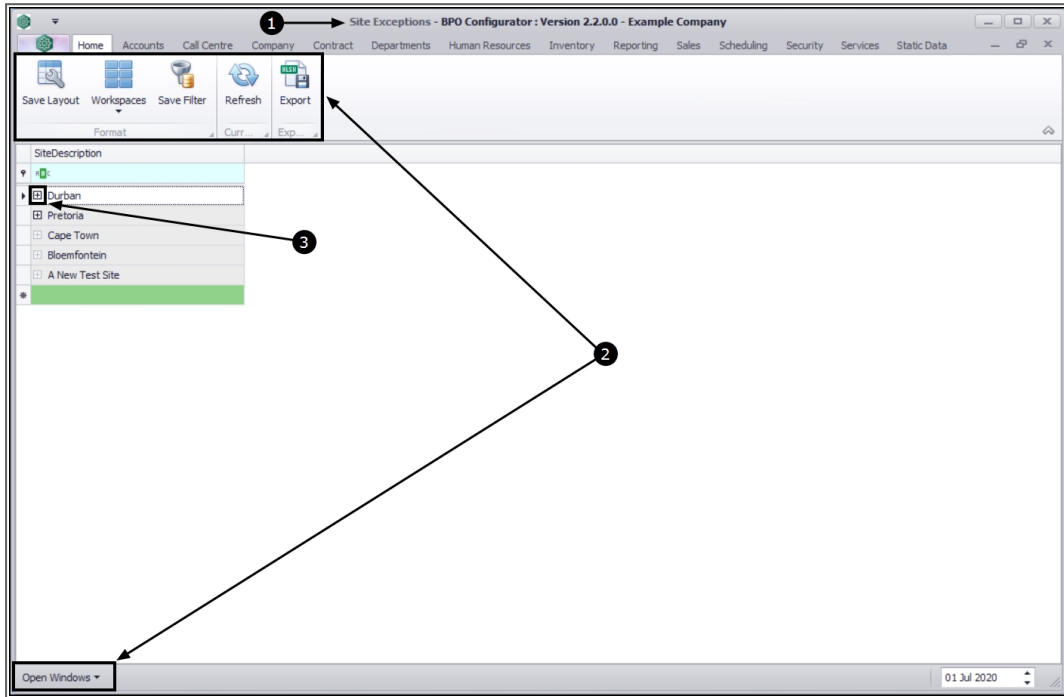 1
Site Exceptions - BPO Configurator : Version 2.2.0.0 - Example Company
Home Accounts Call Centre Company Contract Departments Human Resources Inventory Reporting Sales Scheduling Security Services Static Data
XLSX
Save Layout Workspaces Save Filter Refresh Export
Format Curr... Exp...
SiteDescription
Durban
Pretoria
Cape Town
3
Bloemfontein
A New Test Site
2
Open Windows 01 Jul 2020